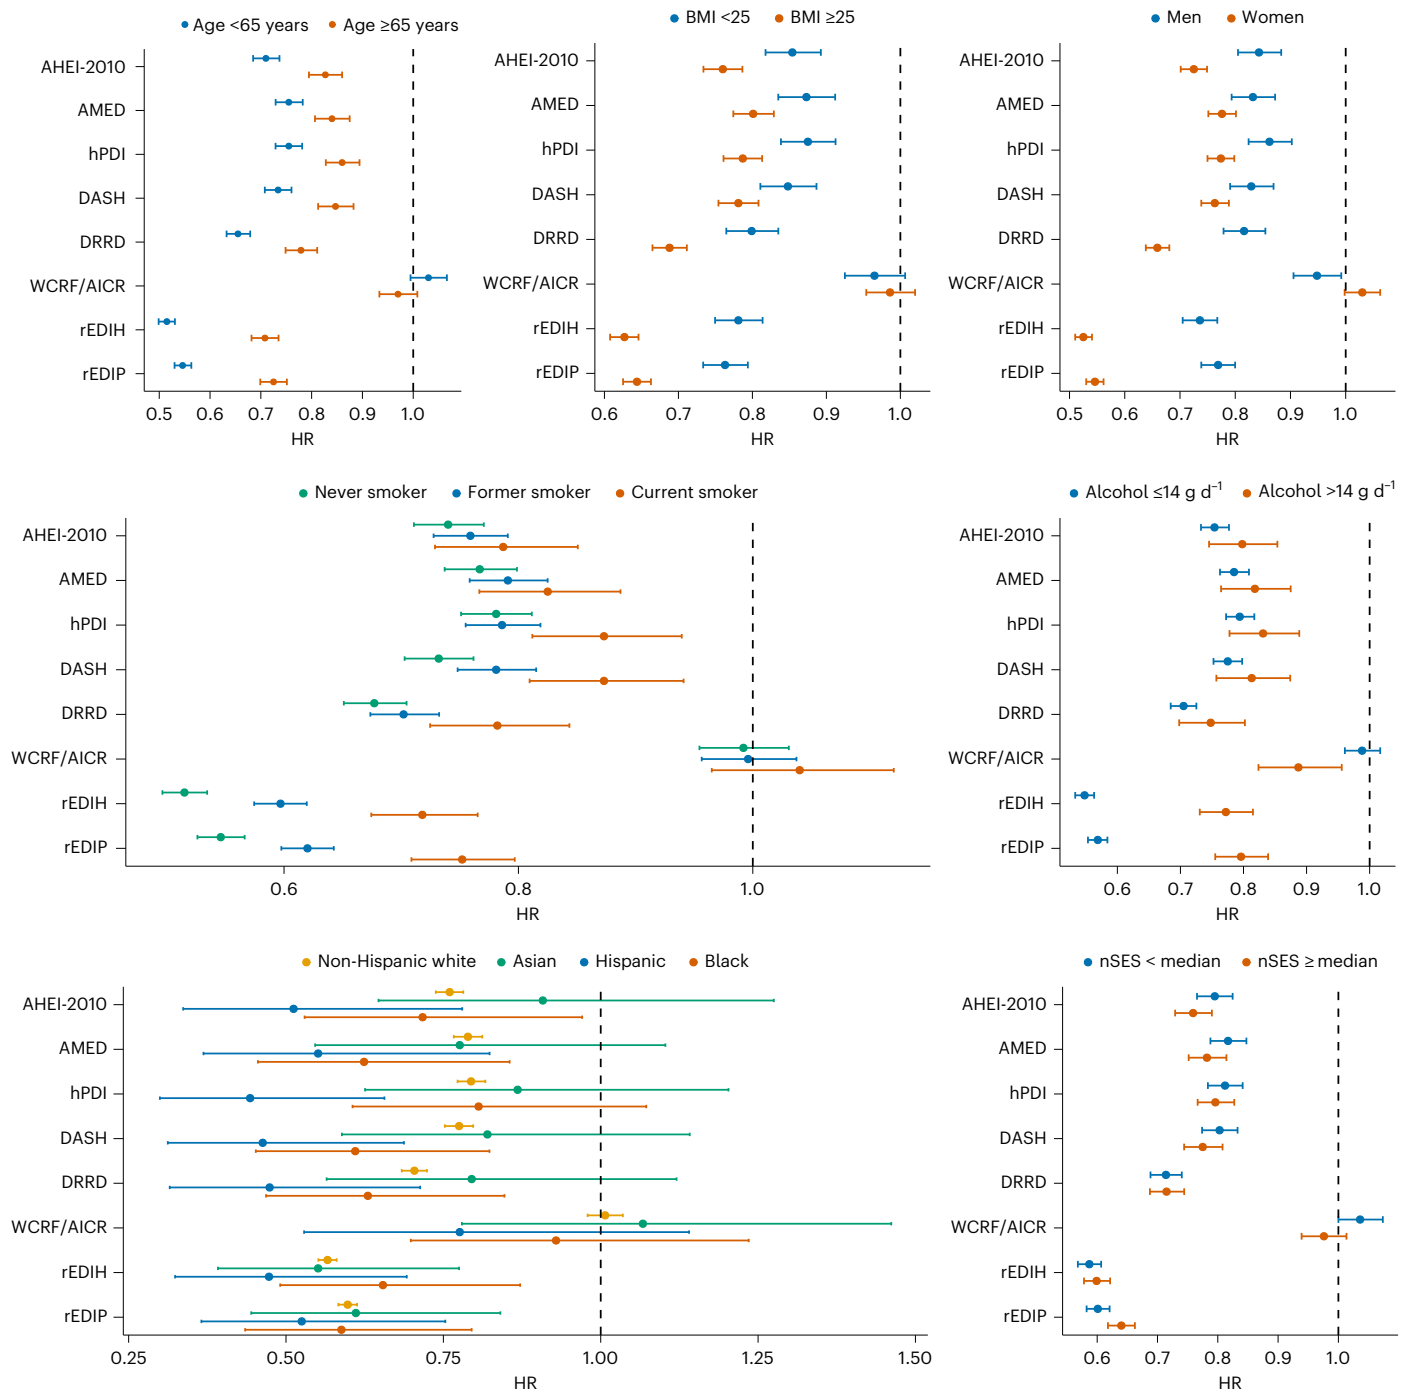 Age <65 years Age ≥65 years
AHEI-2010
AMED
hPDI
DASH
DRRD
WCRF/AICR
rEDIH
rEDIP
0.5 0.6 0.7 0.8 0.9 1.0
HR
BMI <25 BMI ≥25
AHEI-2010
AMED
hPDI
DASH
DRRD
WCRF/AICR
rEDIH
rEDIP
0.6 0.7 0.8 0.9 1.0
HR
Men Women
AHEI-2010
AMED
hPDI
DASH
DRRD
WCRF/AICR
rEDIH
rEDIP
0.5 0.6 0.7 0.8 0.9 1.0
HR
Never smoker Former smoker Current smoker
AHEI-2010
AMED
hPDI
DASH
DRRD
WCRF/AICR
rEDIH
rEDIP
0.6 0.8 1.0
HR
Alcohol ≤14 g d⁻¹ Alcohol >14 g d⁻¹
AHEI-2010
AMED
hPDI
DASH
DRRD
WCRF/AICR
rEDIH
rEDIP
0.6 0.7 0.8 0.9 1.0
HR
Non-Hispanic white Asian Hispanic Black
AHEI-2010
AMED
hPDI
DASH
DRRD
WCRF/AICR
rEDIH
rEDIP
0.25 0.50 0.75 1.00 1.25 1.50
HR
nSES < median nSES ≥ median
AHEI-2010
AMED
hPDI
DASH
DRRD
WCRF/AICR
rEDIH
rEDIP
0.6 0.7 0.8 0.9 1.0
HR